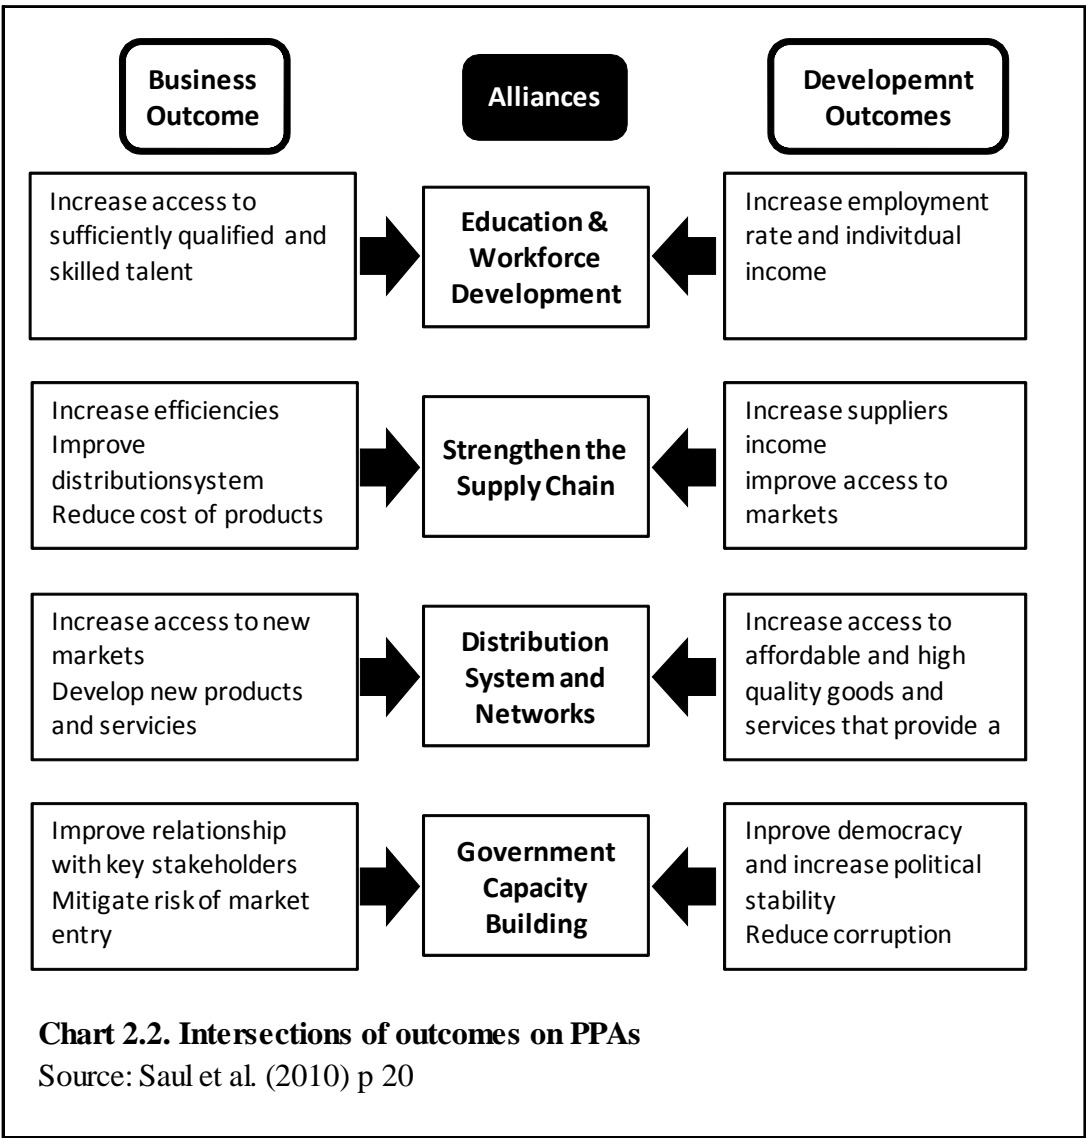 Business
Outcome
Alliances
Developemnt
Outcomes
Increase access to
sufficiently qualified and
skilled talent
Education &
Workforce
Development
Increase employment
rate and indivitdual
income
Increase efficiencies
Improve
distributionsystem
Reduce cost of products
Strengthen the
Supply Chain
Increase suppliers
income
improve access to
markets
Increase access to new
markets
Develop new products
and servicies
Distribution
System and
Networks
Increase access to
affordable and high
quality goods and
services that provide a
Improve relationship
with key stakeholders
Mitigate risk of market
entry
Government
Capacity
Building
Inprove democracy
and increase political
stability
Reduce corruption
Chart 2.2. Intersections of outcomes on PPAs
Source: Saul et al. (2010) p 20